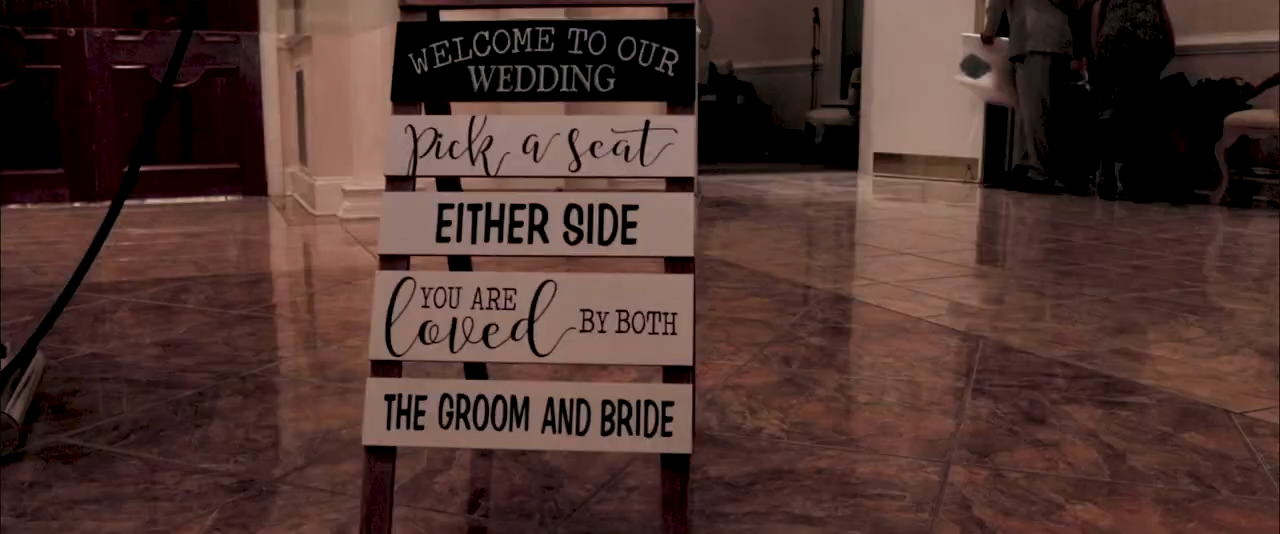 WELCOME TO OUR
WEDDING
Pick a seat
EITHER SIDE
YOU ARE
loved BY BOTH
THE GROOM AND BRIDE